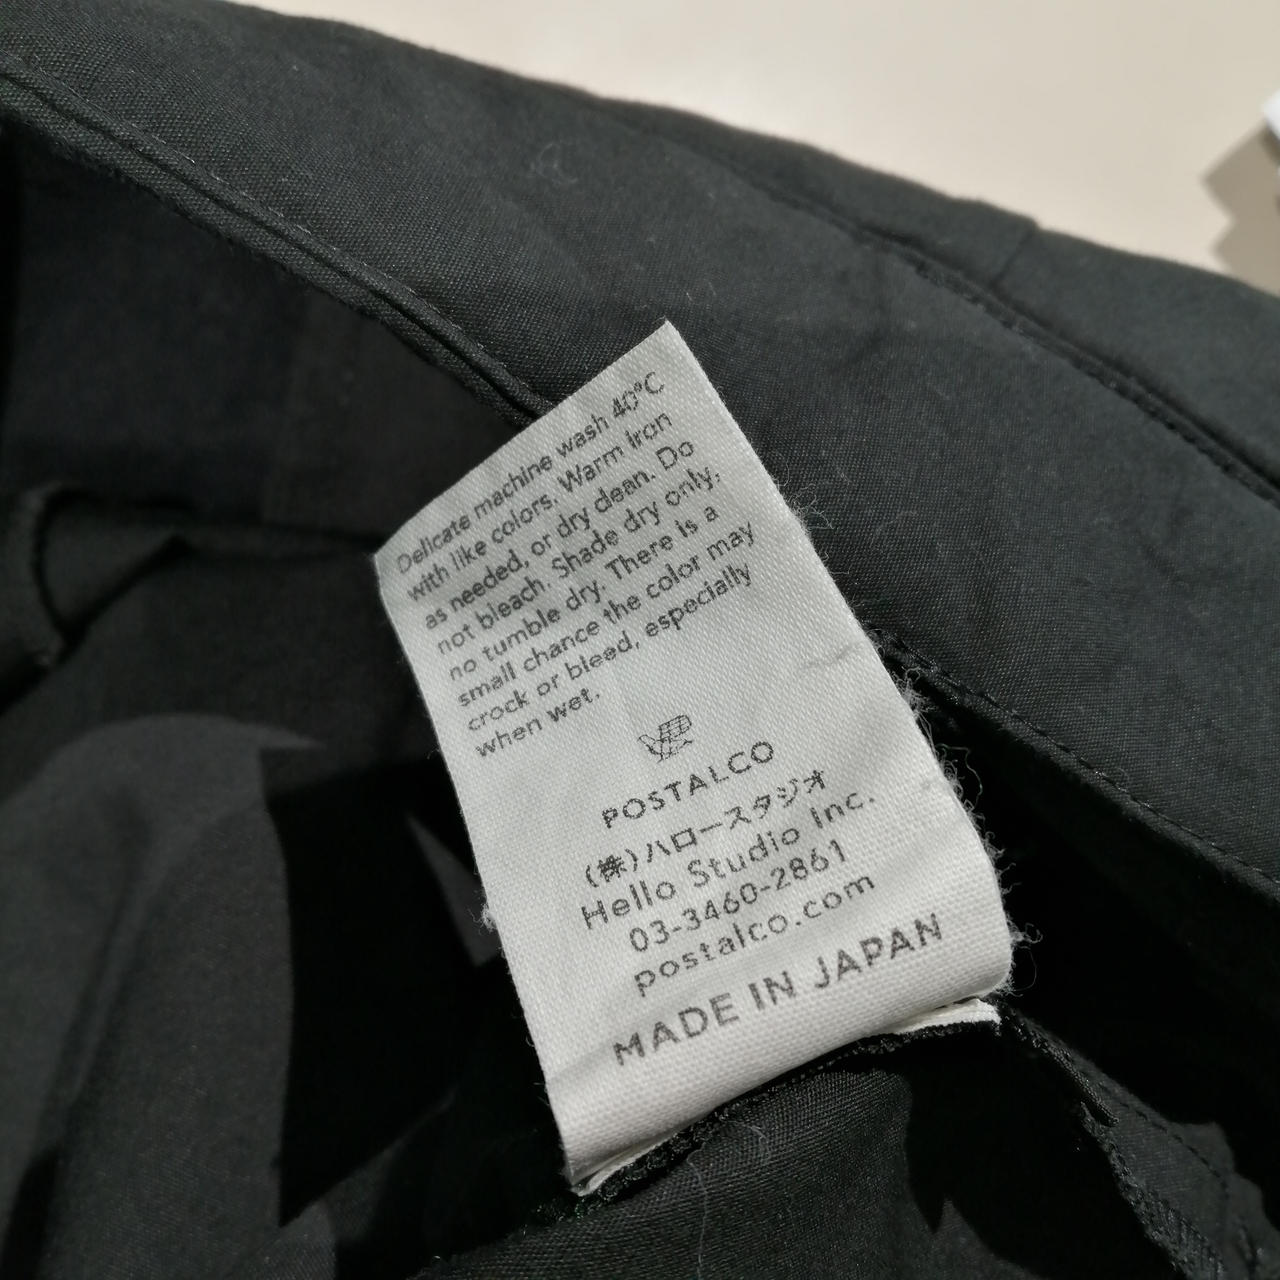 Delicate machine wash 40°C
with like colors. Warm iron
as needed, or dry clean. Do
not bleach. Shade dry only,
no tumble dry. There is a
small chance the color may
crock or bleed, especially
when wet.
POSTALCO
(株)ハロースタジオ
Hello Studio Inc.
03-3460-2861
postalco.com
MADE IN JAPAN